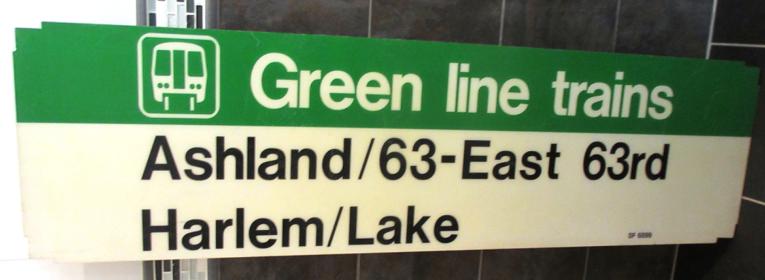 Green line trains
Ashland/63-East 63rd
Harlem/Lake